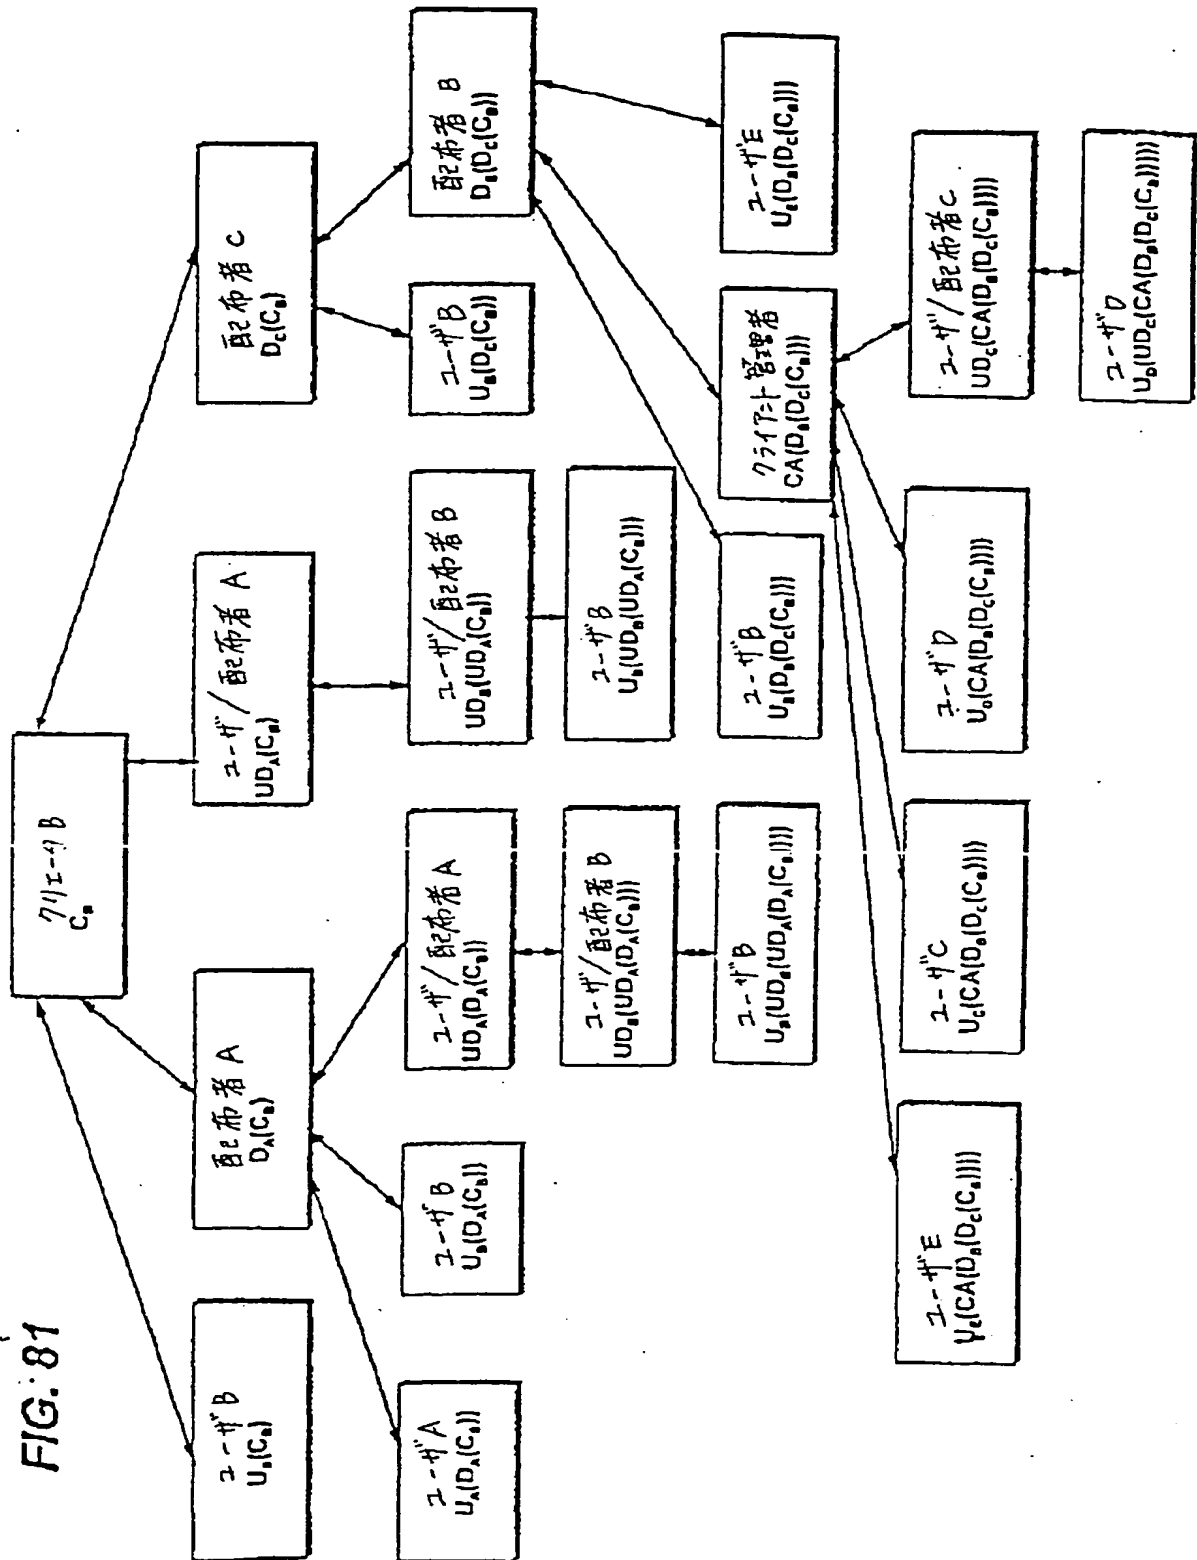 FIG. 81
クリエータB
C_B
ユーザB
U_B(C_B)
配布者 A
D_A(C_B)
ユーザ/配布者 A
UD_A(C_B)
配布者 C
D_C(C_B)
ユーザA
U_A(D_A(C_B))
ユーザB
U_B(D_A(C_B))
ユーザ/配布者 A
UD_A(D_A(C_B))
ユーザ/配布者 B
UD_B(UD_A(C_B))
ユーザB
U_B(D_C(C_B))
配布者 B
D_B(D_C(C_B))
ユーザ/配布者 B
UD_B(UD_A(D_A(C_B)))
ユーザB
U_B(UD_B(UD_A(C_B)))
ユーザB
U_B(UD_B(UD_A(D_A(C_B))))
ユーザB
U_B(D_B(D_C(C_B)))
クライアント管理者
CA(D_B(D_C(C_B)))
ユーザE
U_B(D_B(D_C(C_B)))
ユーザE
U_E(CA(D_B(D_C(C_B))))
ユーザC
U_C(CA(D_B(D_C(C_B))))
ユーザD
U_D(CA(D_B(D_C(C_B))))
ユーザ/配布者C
UD_C(CA(D_B(D_C(C_B))))
ユーザD
U_D(UD_C(CA(D_B(D_C(C_B)))))